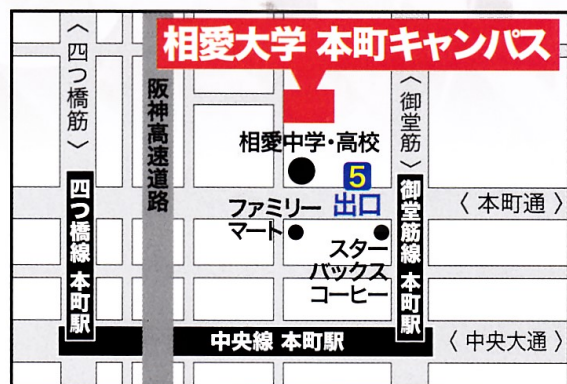 相愛大学 本町キャンパス
〈四つ橋筋〉
阪神高速道路
〈御堂筋〉
相愛中学・高校
5
出口
ファミリー
マート
〈本町通〉
スター
バックス
コーヒー
四つ橋線 本町駅
御堂筋線 本町駅
中央線 本町駅
〈中央大通〉